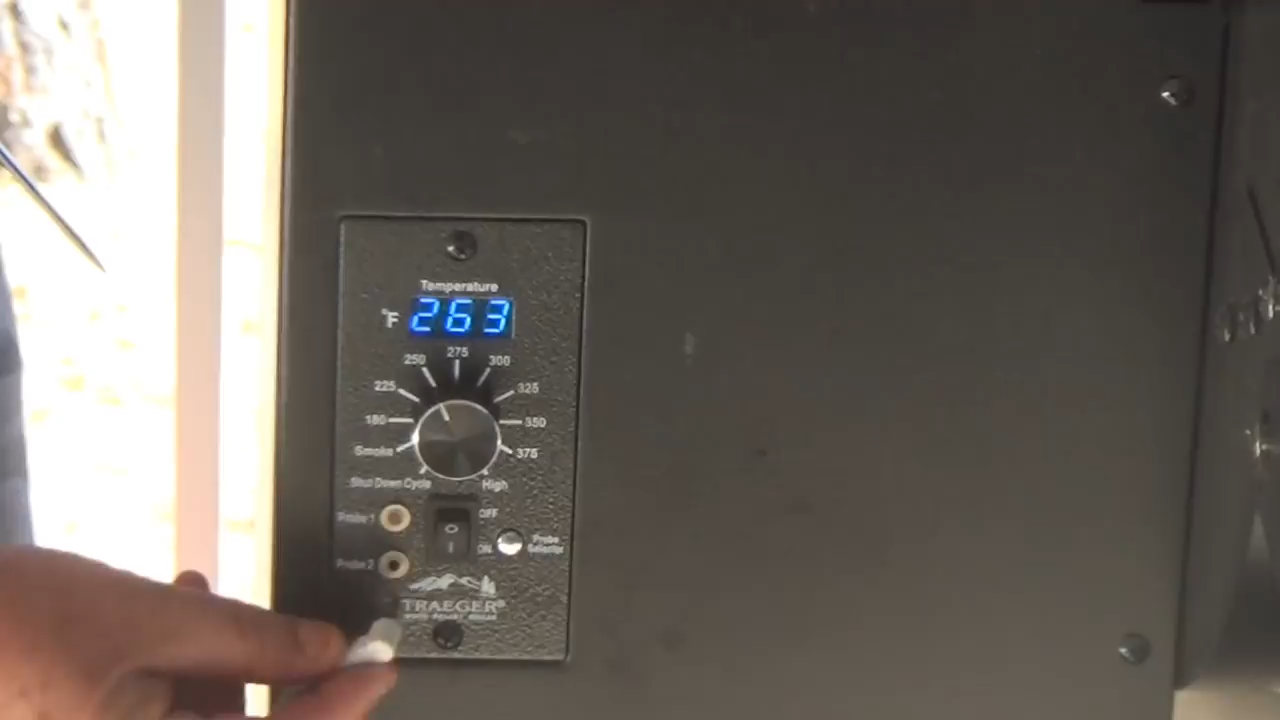 Temperature
°F 263
275
250 300
225 325
180 350
Smoke 375
Shut Down Cycle High
Probe 1 OFF
O
I
ON Probe Selector
Probe 2
TRAEGER®